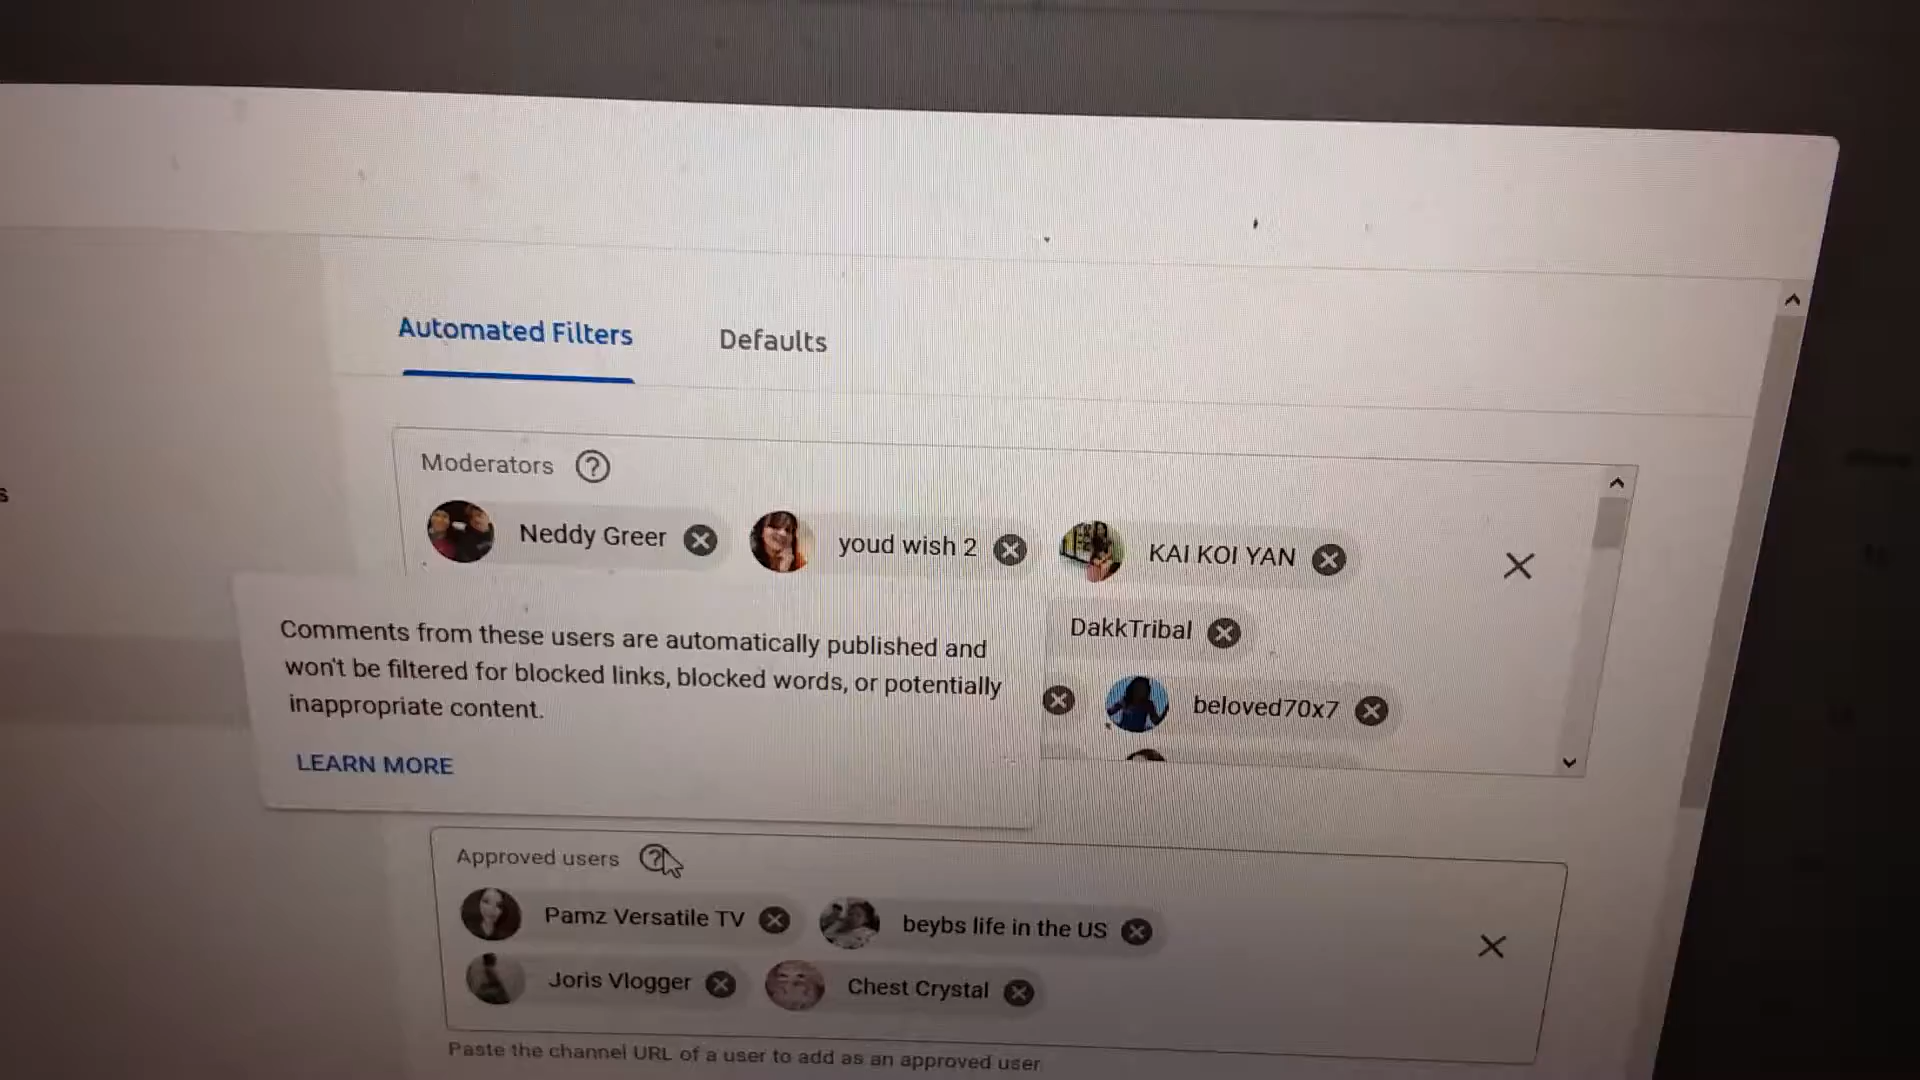 Automated Filters
Defaults
Moderators
Neddy Greer
youd wish 2
KAI KOI YAN
DakkTribal
Comments from these users are automatically published and
won't be filtered for blocked links, blocked words, or potentially
inappropriate content.
beloved70x7
LEARN MORE
Approved users
Pamz Versatile TV
beybs life in the US
Joris Vlogger
Chest Crystal
Paste the channel URL of a user to add as an approved user